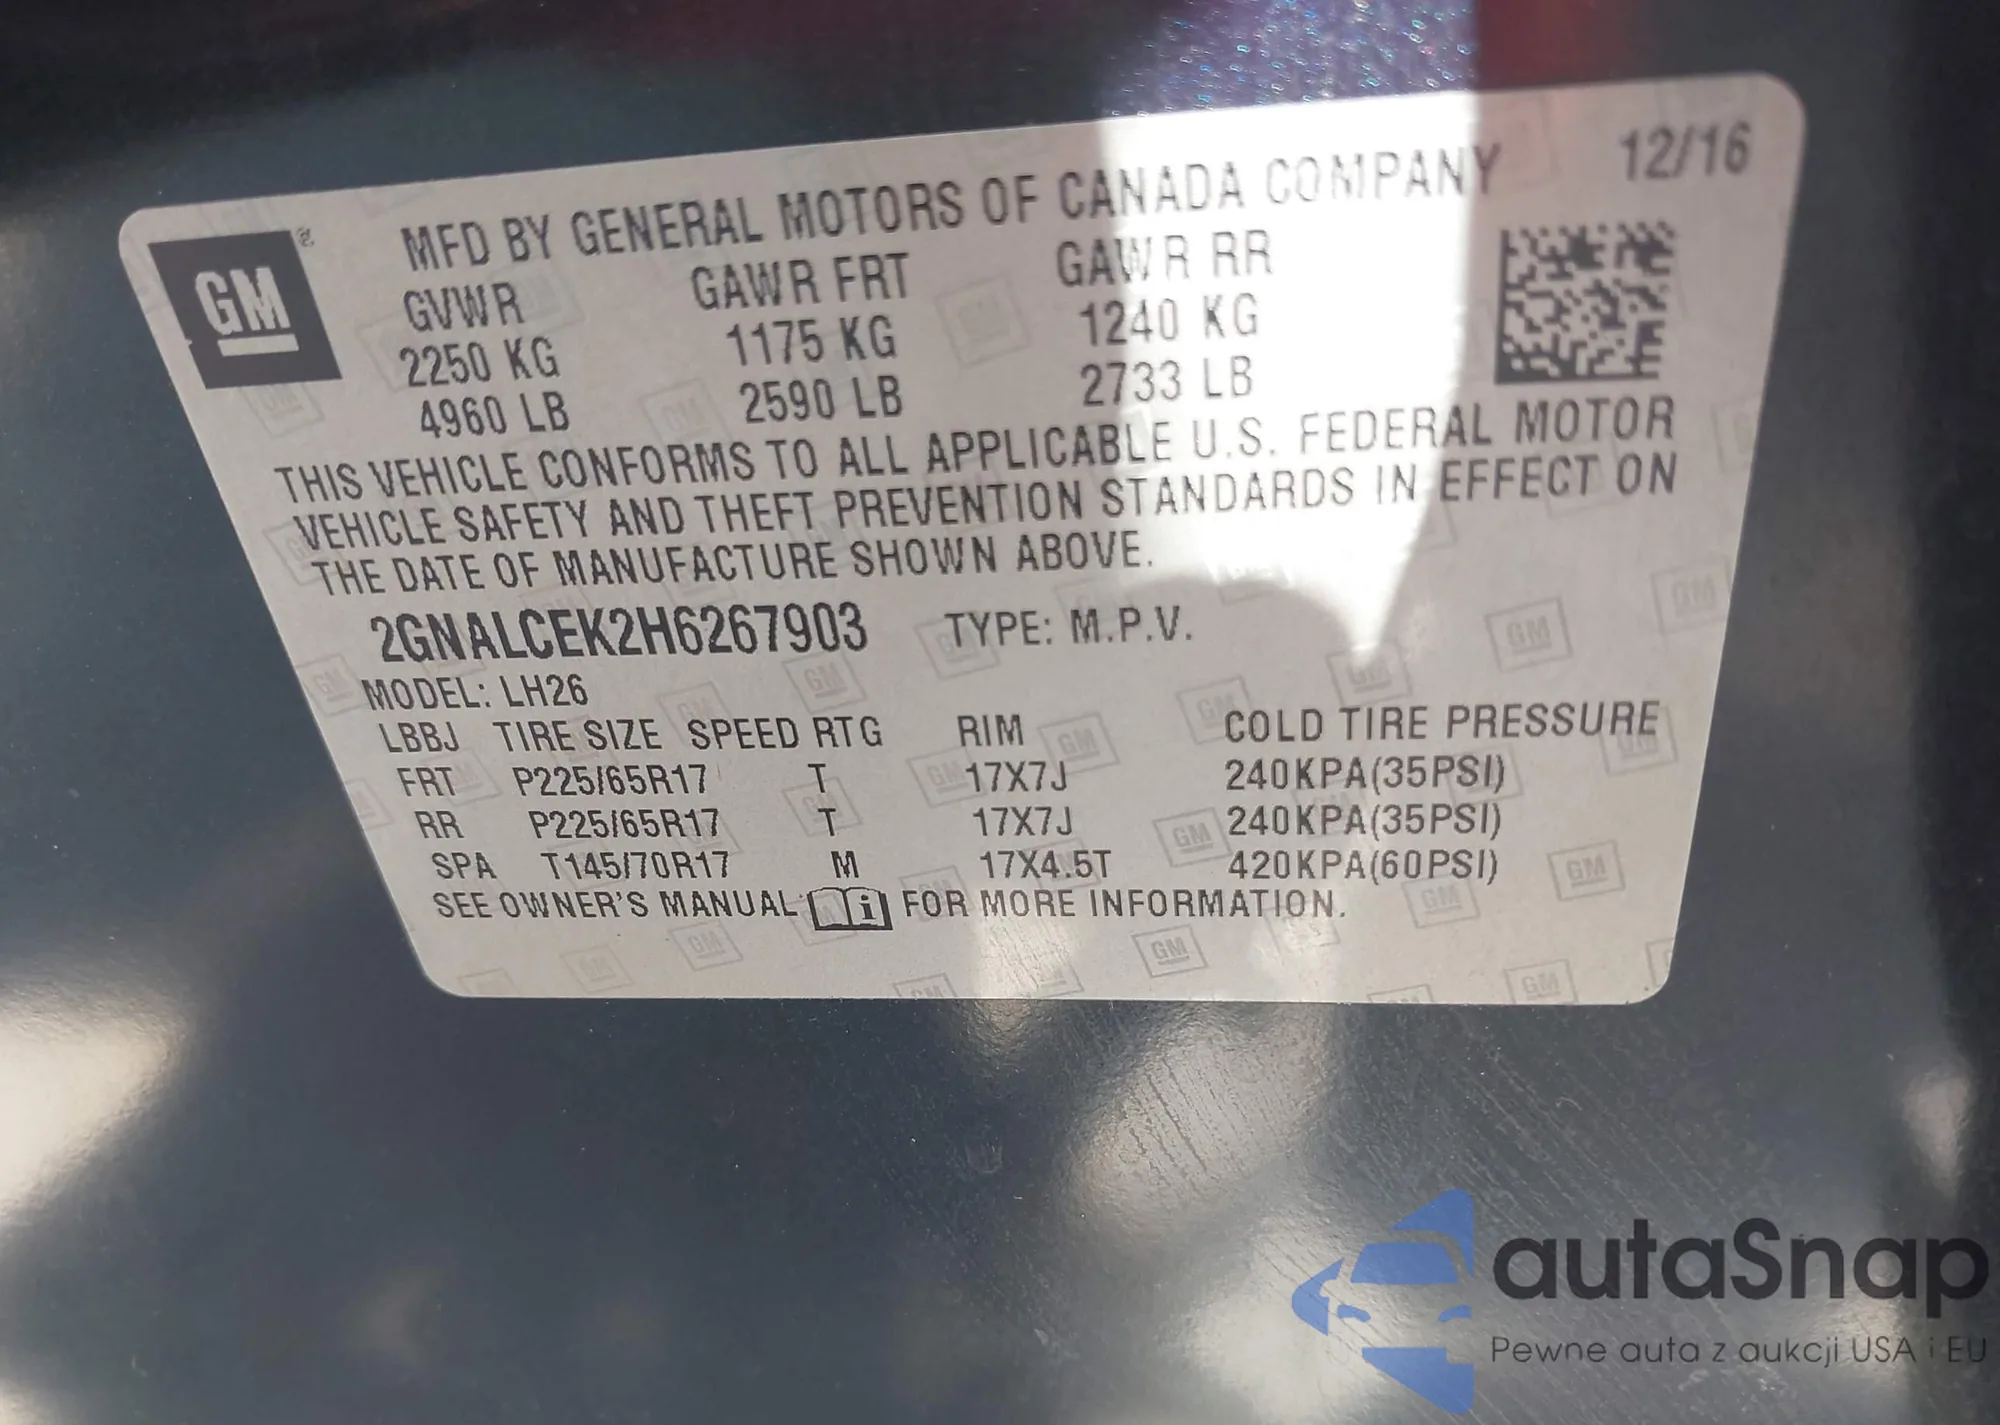 MFD BY GENERAL MOTORS OF CANADA COMPANY 12/16
GM
GVWR GAWR FRT GAWR RR
2250 KG 1175 KG 1240 KG
4960 LB 2590 LB 2733 LB
THIS VEHICLE CONFORMS TO ALL APPLICABLE U.S. FEDERAL MOTOR
VEHICLE SAFETY AND THEFT PREVENTION STANDARDS IN EFFECT ON
THE DATE OF MANUFACTURE SHOWN ABOVE.
2GNALCEK2H6267903 TYPE: M.P.V.
MODEL: LH26
LBBJ TIRE SIZE SPEED RTG RIM COLD TIRE PRESSURE
FRT P225/65R17 T 17X7J 240KPA(35PSI)
RR P225/65R17 T 17X7J 240KPA(35PSI)
SPA T145/70R17 M 17X4.5T 420KPA(60PSI)
SEE OWNER'S MANUAL i FOR MORE INFORMATION.
autaSnap
Pewne auta z aukcji USA i EU